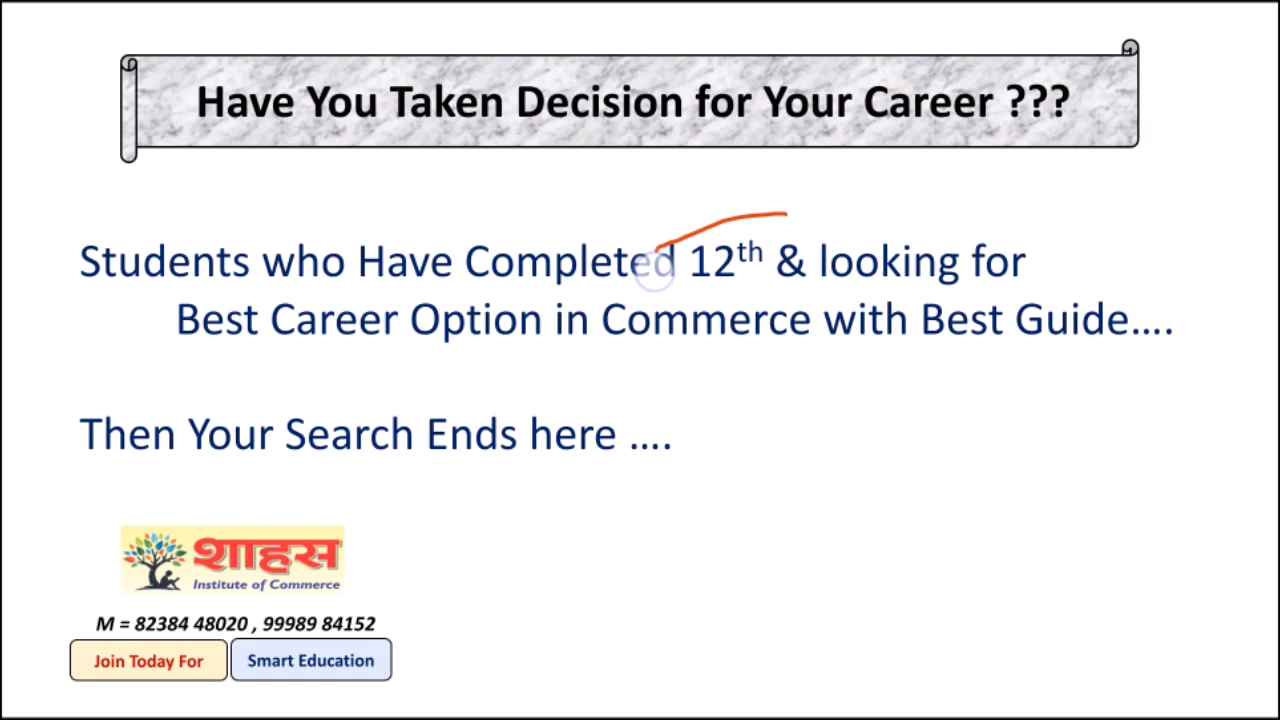 Have You Taken Decision for Your Career ???
Students who Have Completed 12th & looking for
Best Career Option in Commerce with Best Guide....
Then Your Search Ends here ....
शाहस
Institute of Commerce
M = 82384 48020 , 99989 84152
Join Today For
Smart Education